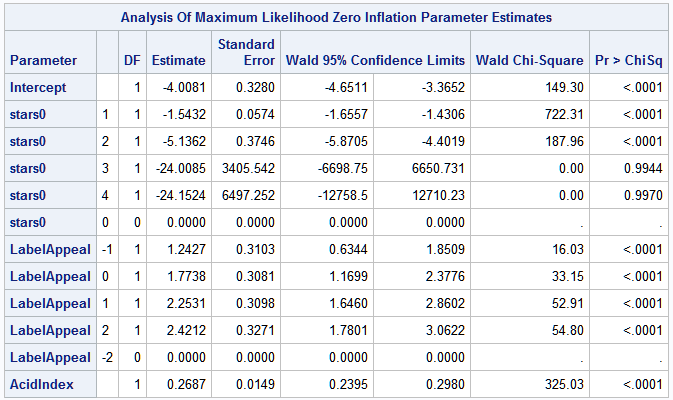 Analysis Of Maximum Likelihood Zero Inflation Parameter Estimates
Parameter DF Estimate Standard Error Wald 95% Confidence Limits Wald Chi-Square Pr > ChiSq
Intercept 1 -4.0081 0.3280 -4.6511 -3.3652 149.30 <.0001
stars0 1 1 -1.5432 0.0574 -1.6557 -1.4306 722.31 <.0001
stars0 2 1 -5.1362 0.3746 -5.8705 -4.4019 187.96 <.0001
stars0 3 1 -24.0085 3405.542 -6698.75 6650.731 0.00 0.9944
stars0 4 1 -24.1524 6497.252 -12758.5 12710.23 0.00 0.9970
stars0 0 0 0.0000 0.0000 0.0000 0.0000 . .
LabelAppeal -1 1 1.2427 0.3103 0.6344 1.8509 16.03 <.0001
LabelAppeal 0 1 1.7738 0.3081 1.1699 2.3776 33.15 <.0001
LabelAppeal 1 1 2.2531 0.3098 1.6460 2.8602 52.91 <.0001
LabelAppeal 2 1 2.4212 0.3271 1.7801 3.0622 54.80 <.0001
LabelAppeal -2 0 0.0000 0.0000 0.0000 0.0000 . .
AcidIndex 1 0.2687 0.0149 0.2395 0.2980 325.03 <.0001